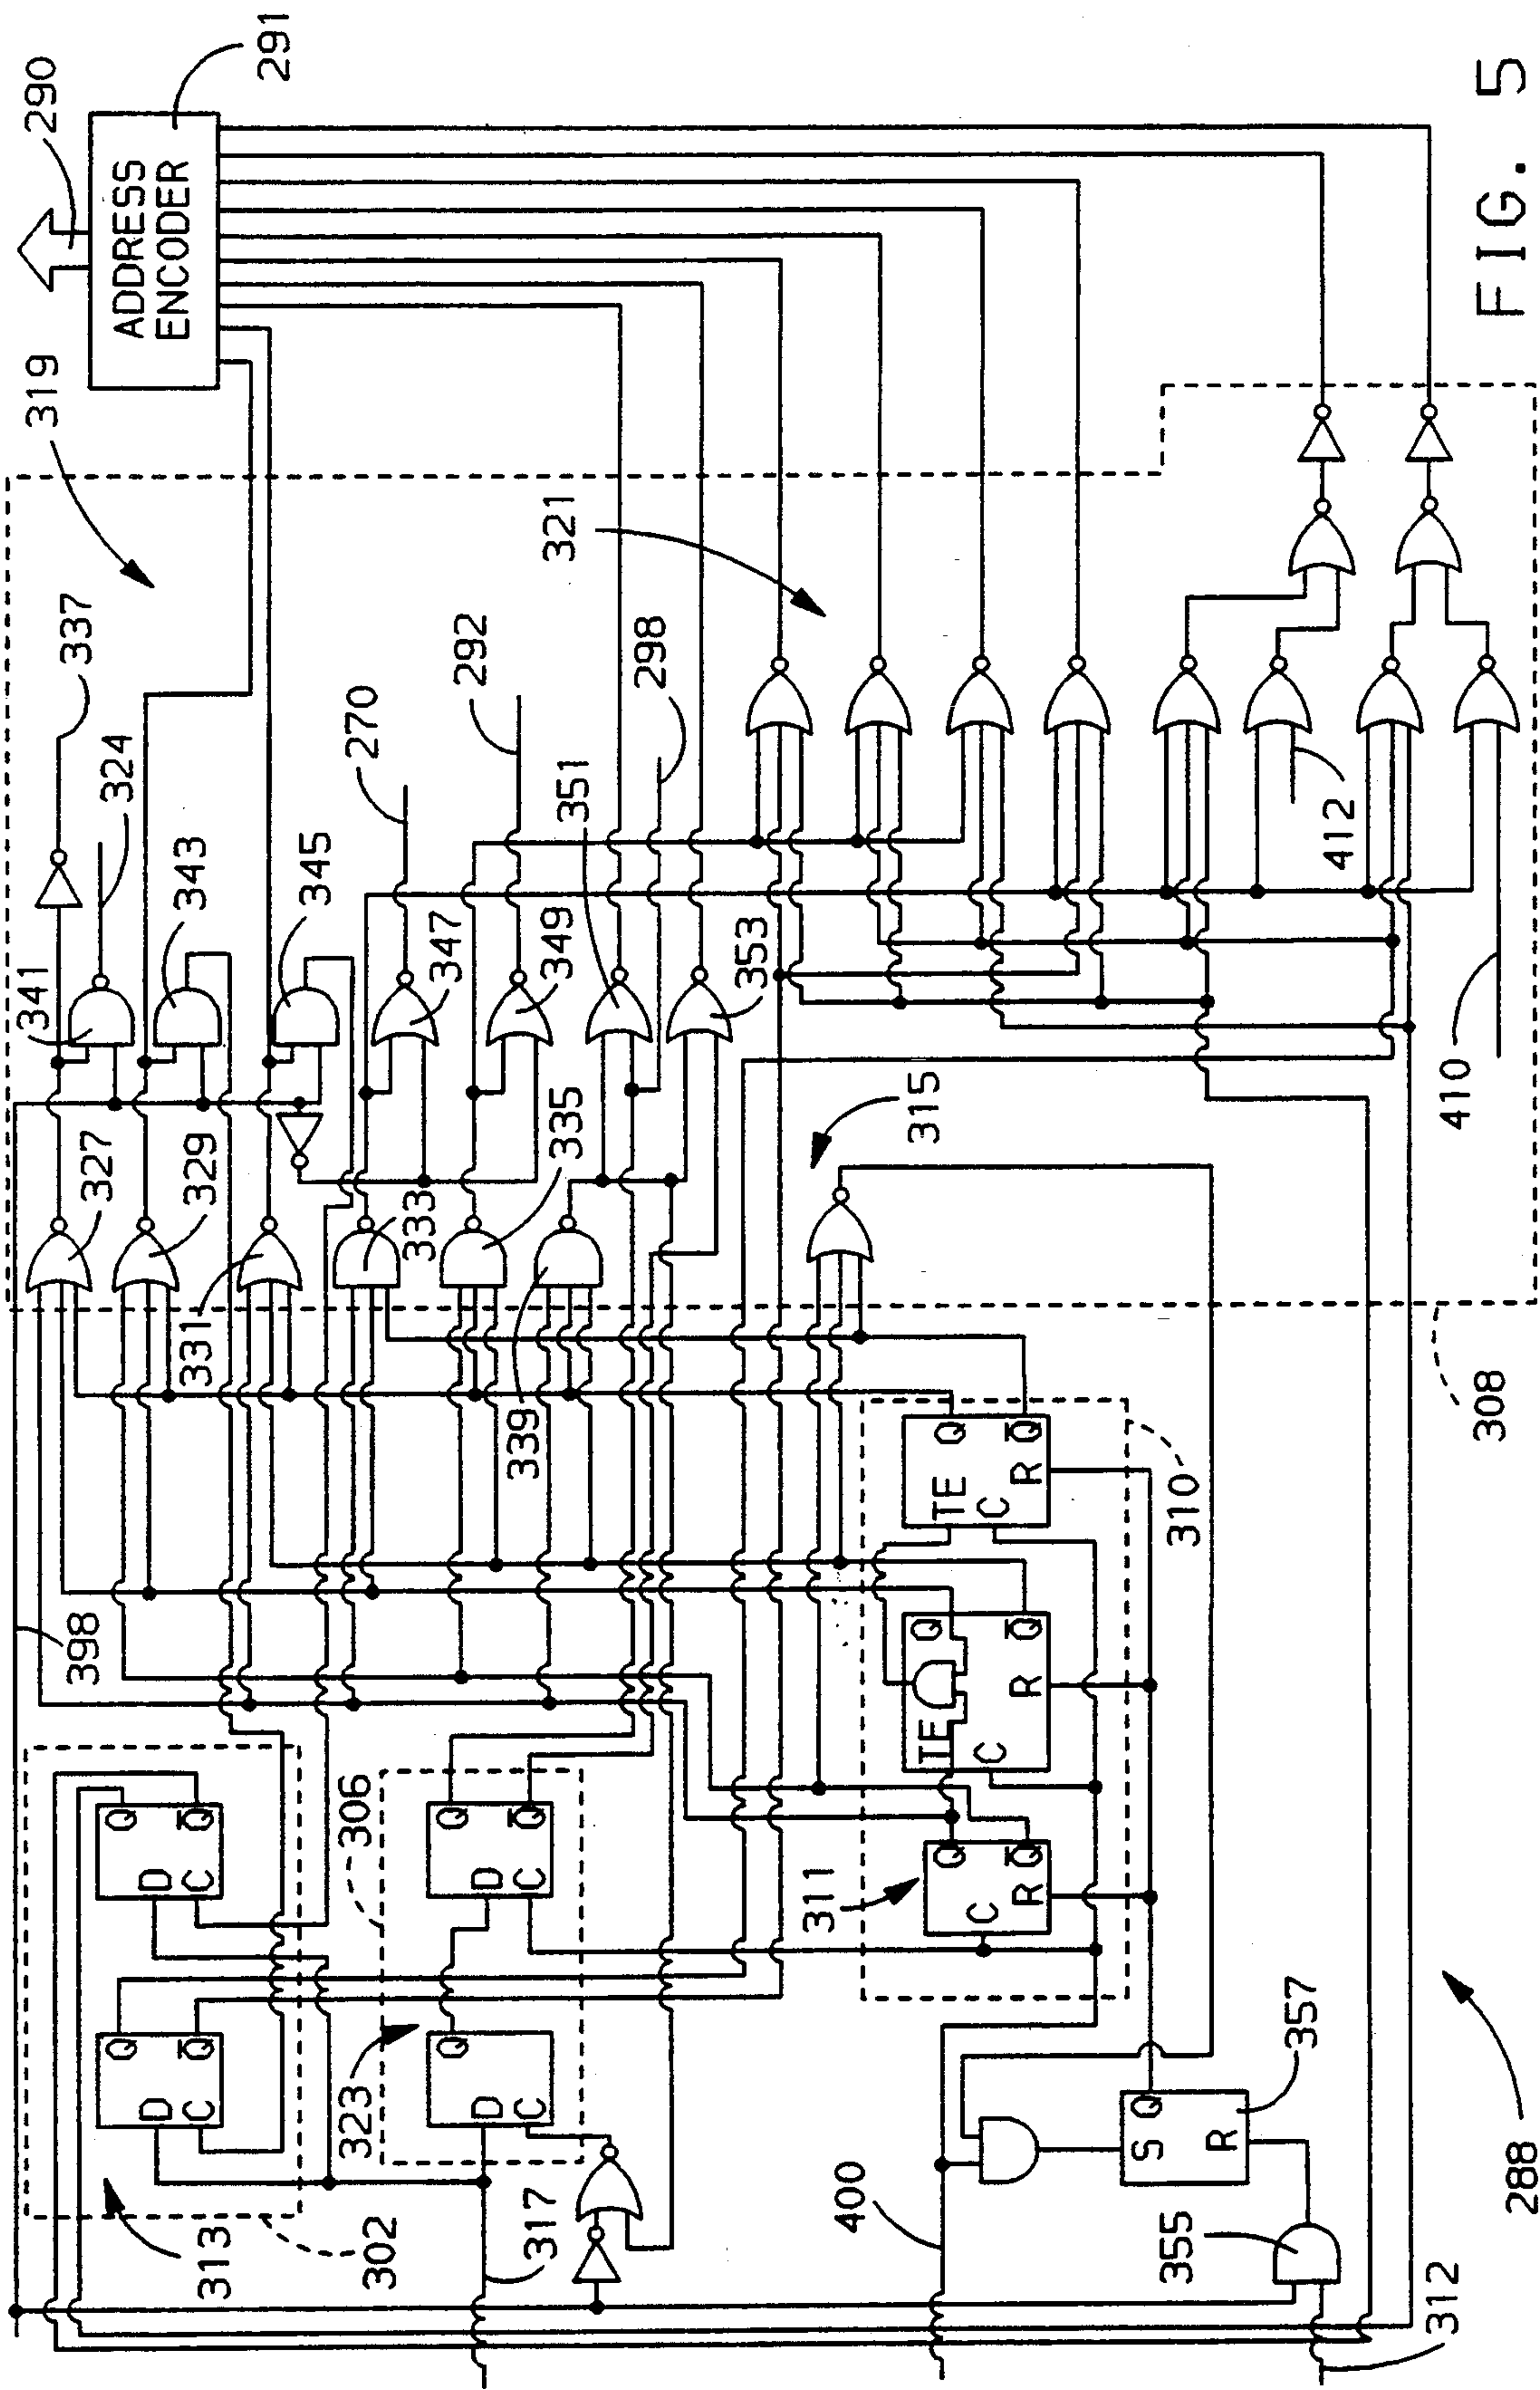 290
ADDRESS
ENCODER
291
319
337
324
341
343
345
270
292
351
298
321
347
349
353
327
329
331
333
335
339
315
412
410
398
308
Q
Q
D
C
Q
Q
D
C
313
302
306
Q
Q
D
C
Q
D
C
323
317
311
Q
Q
C
R
TE
Q
Q
C
R
TE
Q
Q
C
R
310
400
S
Q
R
357
355
312
288
FIG. 5